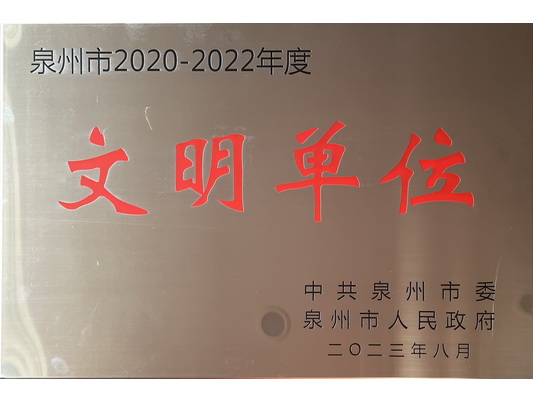 泉州市2020-2022年度
文明单位
中共泉州市委
泉州市人民政府
二〇二三年八月